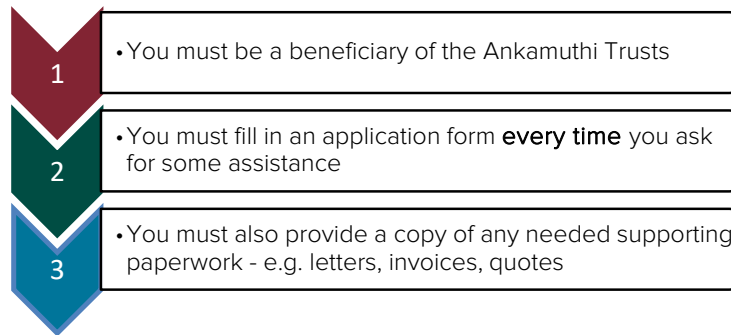 1
• You must be a beneficiary of the Ankamuthi Trusts
2
• You must fill in an application form every time you ask
for some assistance
3
• You must also provide a copy of any needed supporting
paperwork - e.g. letters, invoices, quotes